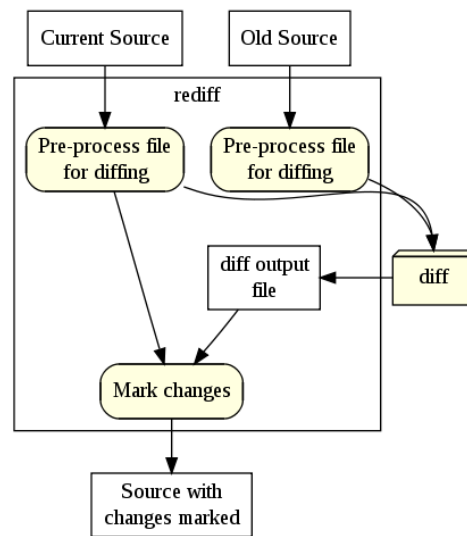 Current Source
Old Source
rediff
Pre-process file
for diffing
Pre-process file
for diffing
diff output
file
diff
Mark changes
Source with
changes marked